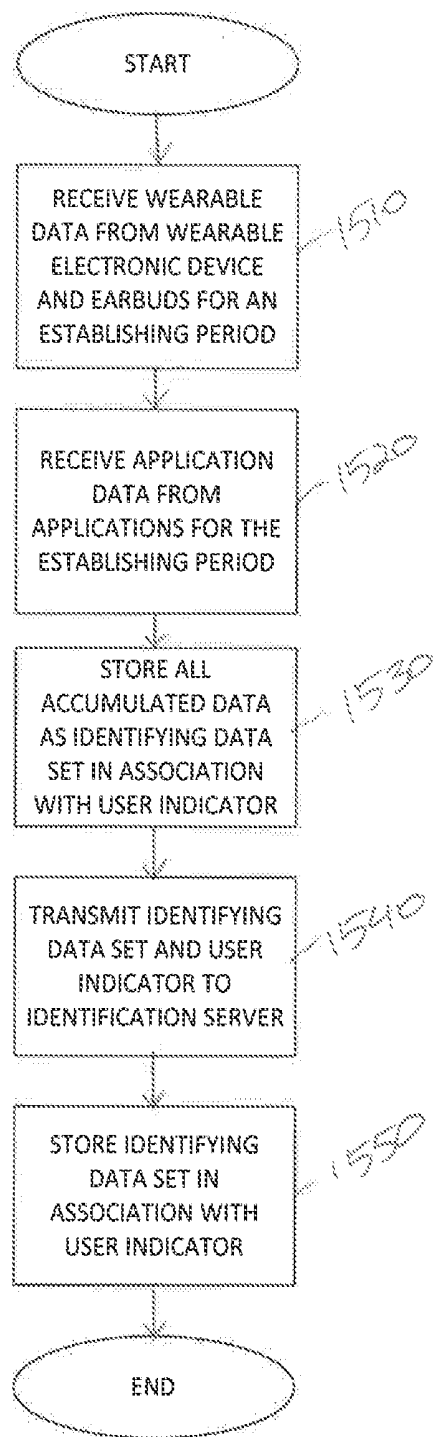 START
RECEIVE WEARABLE
DATA FROM WEARABLE
ELECTRONIC DEVICE
AND EARBUDS FOR AN
ESTABLISHING PERIOD
1510
RECEIVE APPLICATION
DATA FROM
APPLICATIONS FOR THE
ESTABLISHING PERIOD
1520
STORE ALL
ACCUMULATED DATA
AS IDENTIFYING DATA
SET IN ASSOCIATION
WITH USER INDICATOR
1530
TRANSMIT IDENTIFYING
DATA SET AND USER
INDICATOR TO
IDENTIFICATION SERVER
1540
STORE IDENTIFYING
DATA SET IN
ASSOCIATION WITH
USER INDICATOR
1550
END